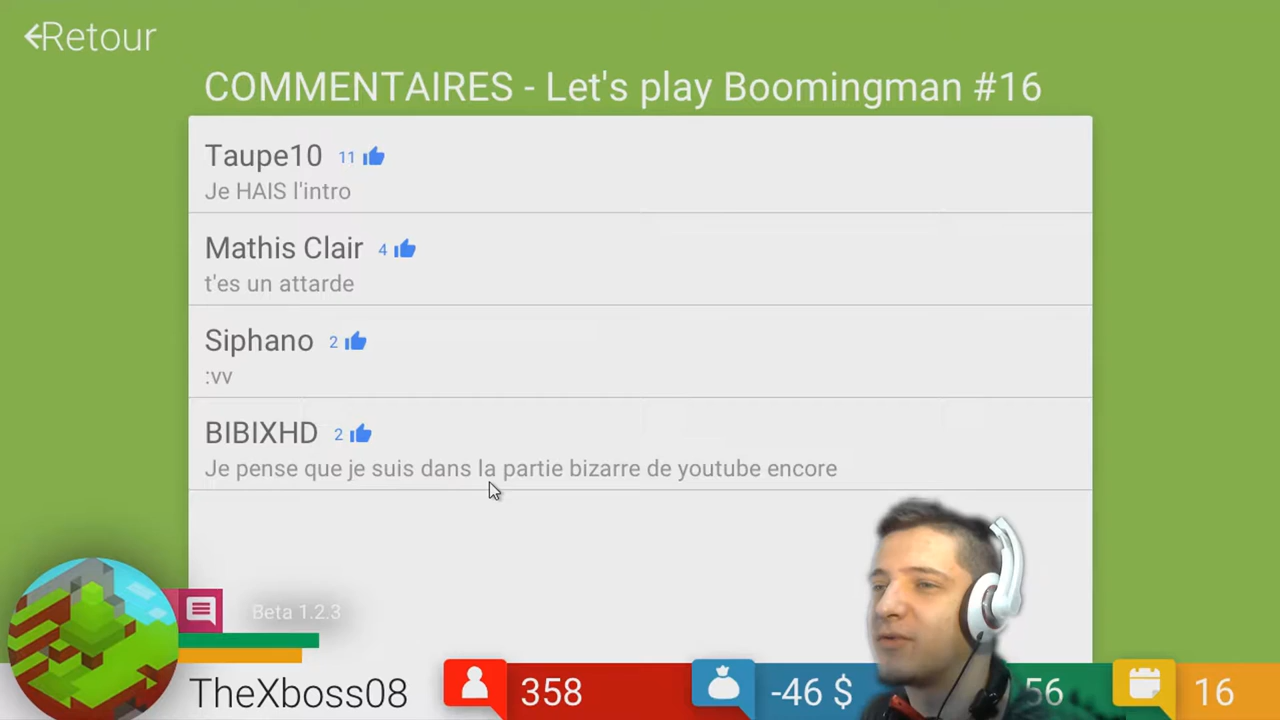 Retour
COMMENTAIRES - Let's play Boomingman #16
Taupe10 11
Je HAIS l'intro
Mathis Clair 4
t'es un attarde
Siphano 2
:vv
BIBIXHD 2
Je pense que je suis dans la partie bizarre de youtube encore
Beta 1.2.3
TheXboss08 358 -46 $ 56 16